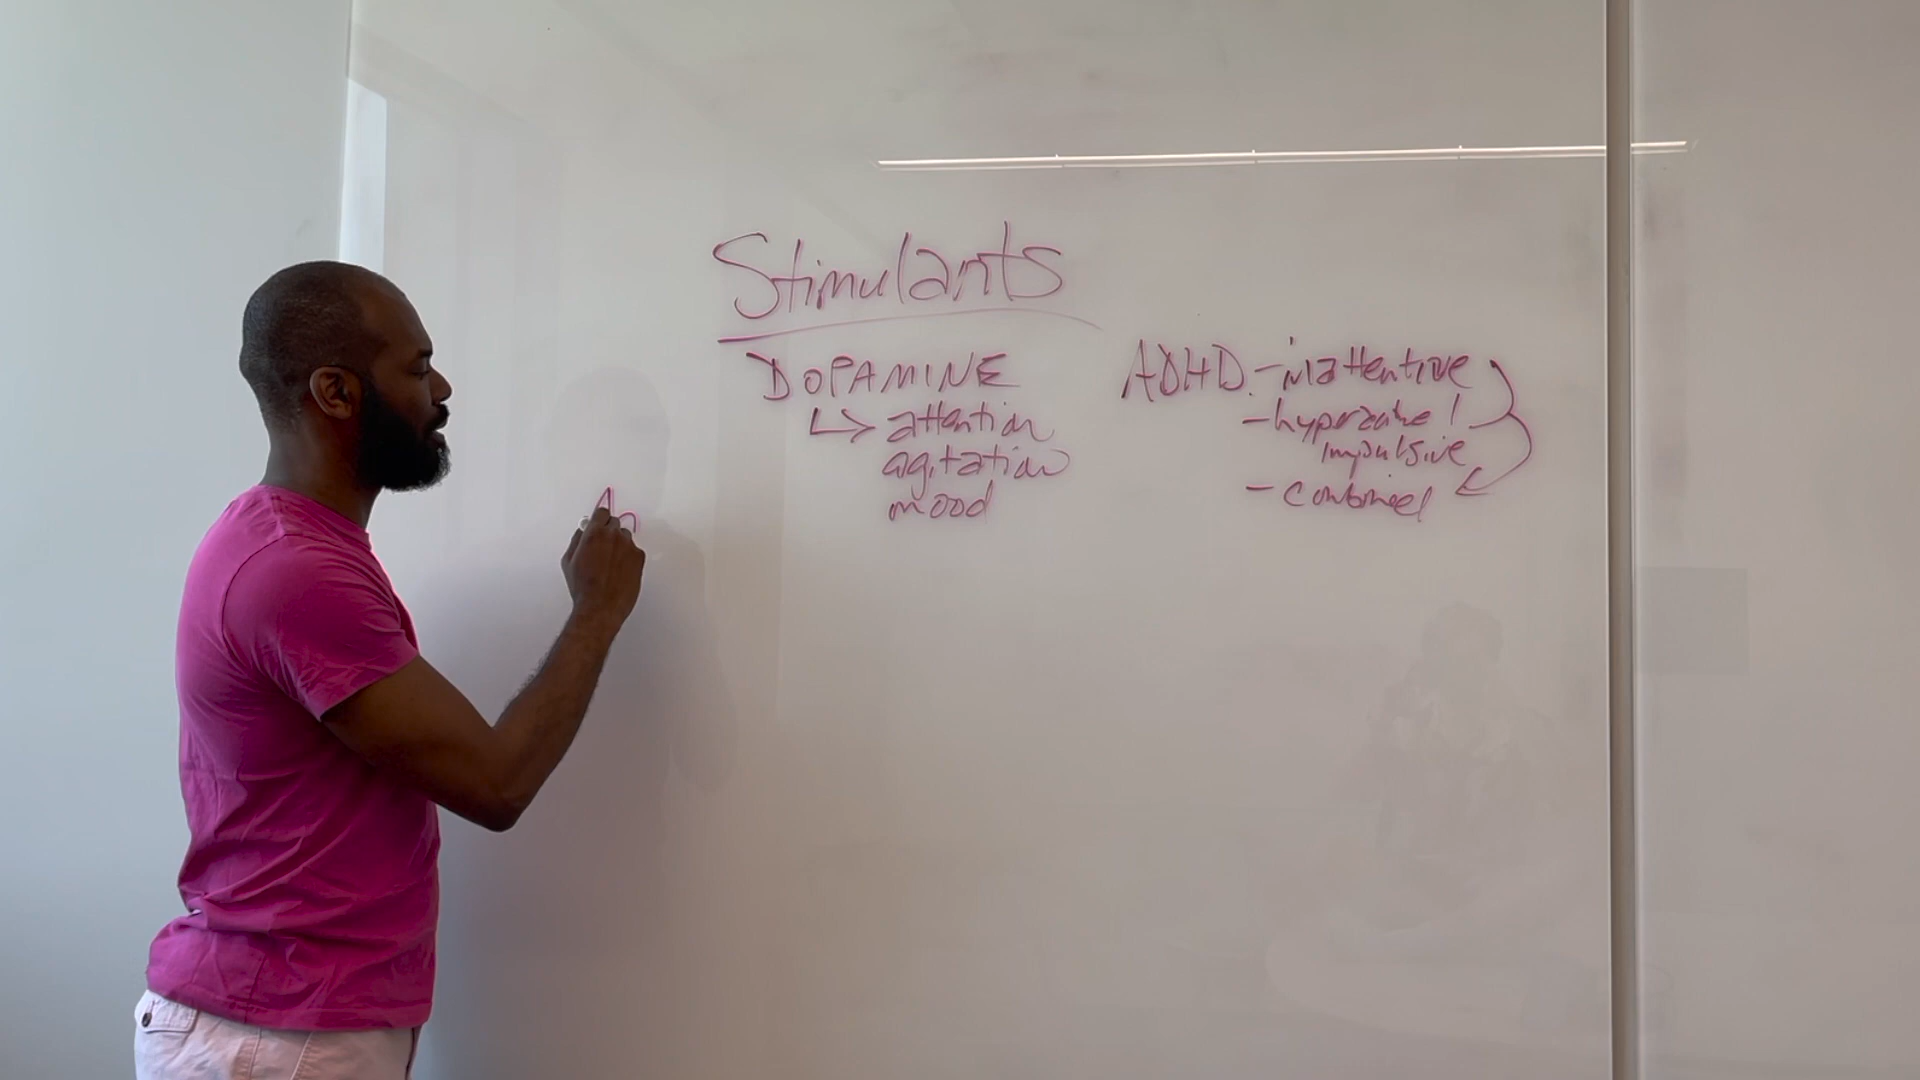 Stimulants
DOPAMINE
↳ attention
agitation
mood
ADHD - inattentive
- hyperactive /
impulsive
- combined